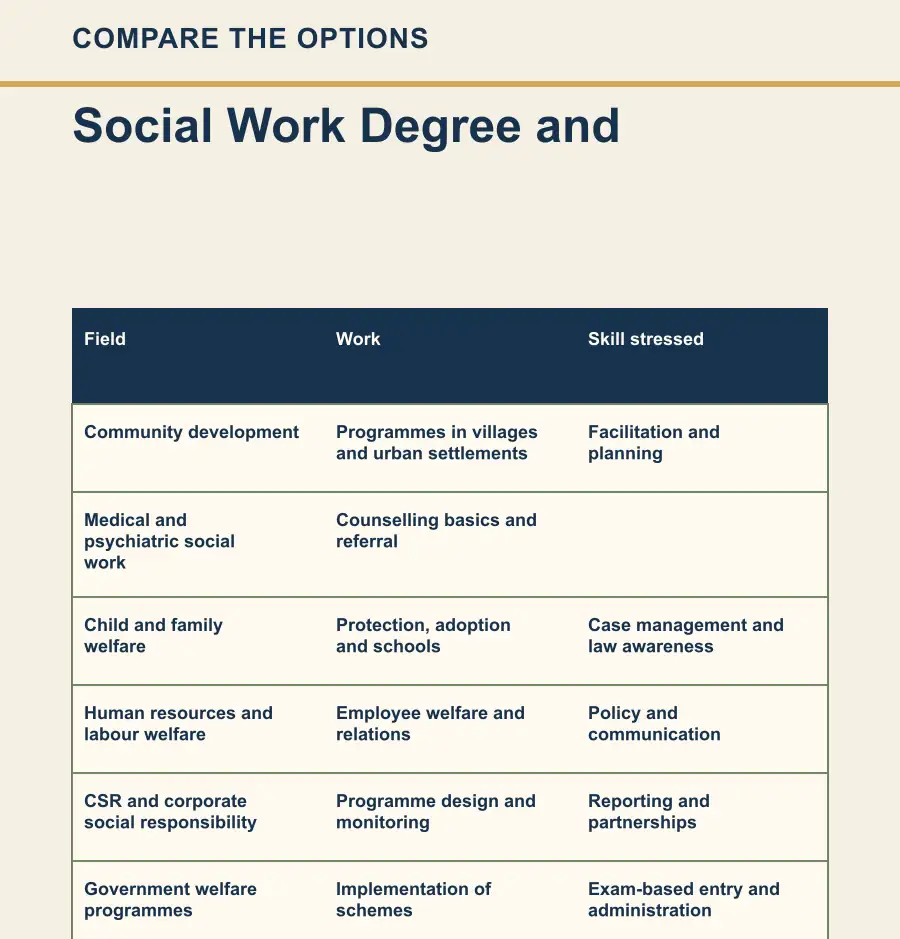 COMPARE THE OPTIONS
Social Work Degree and
Field Work Skill stressed
Community development Programmes in villages Facilitation and
and urban settlements planning
Medical and Counselling basics and
psychiatric social referral
work
Child and family Protection, adoption Case management and
welfare and schools law awareness
Human resources and Employee welfare and Policy and
labour welfare relations communication
CSR and corporate Programme design and Reporting and
social responsibility monitoring partnerships
Government welfare Implementation of Exam-based entry and
programmes schemes administration